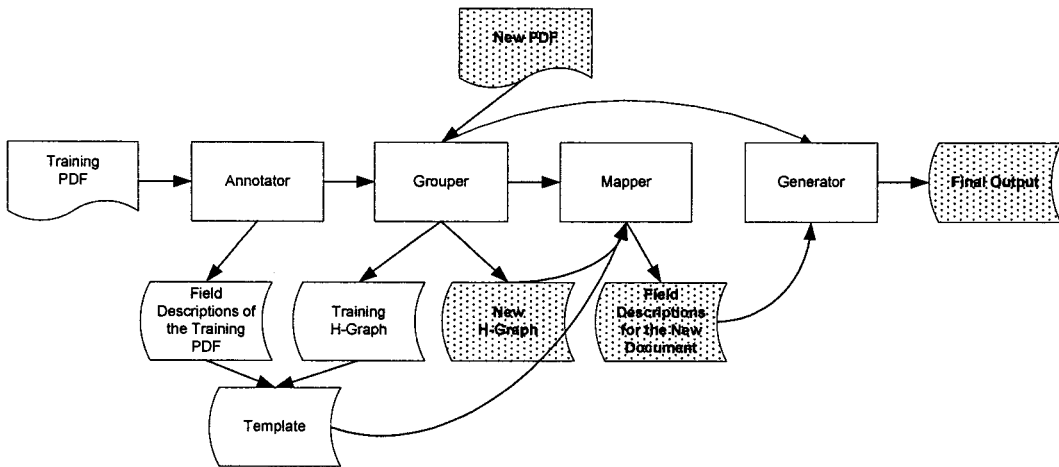 New PDF
Training
PDF
Annotator
Grouper
Mapper
Generator
Final Output
Field
Descriptions of
the Training
PDF
Training
H-Graph
New
H-Graph
Field
Descriptions
for the New
Document
Template